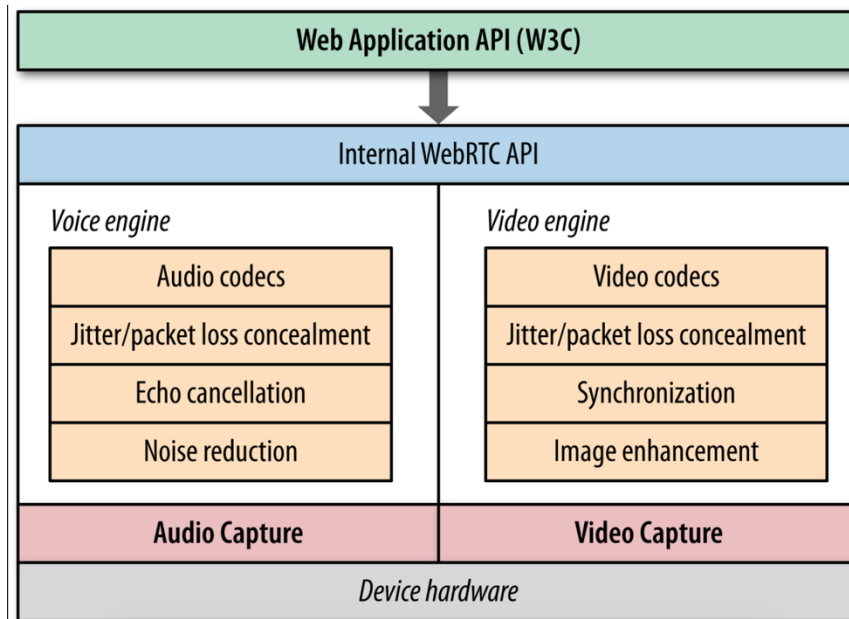 Web Application API (W3C)
Internal WebRTC API
Voice engine
Audio codecs
Jitter/packet loss concealment
Echo cancellation
Noise reduction
Video engine
Video codecs
Jitter/packet loss concealment
Synchronization
Image enhancement
Audio Capture
Video Capture
Device hardware